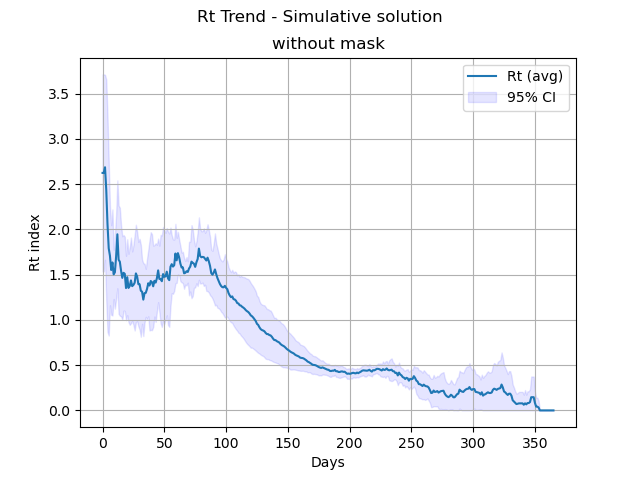 Rt Trend - Simulative solution
without mask
Rt (avg)
95% CI
3.5
3.0
2.5
2.0
1.5
1.0
0.5
0.0
Rt index
0 50 100 150 200 250 300 350
Days